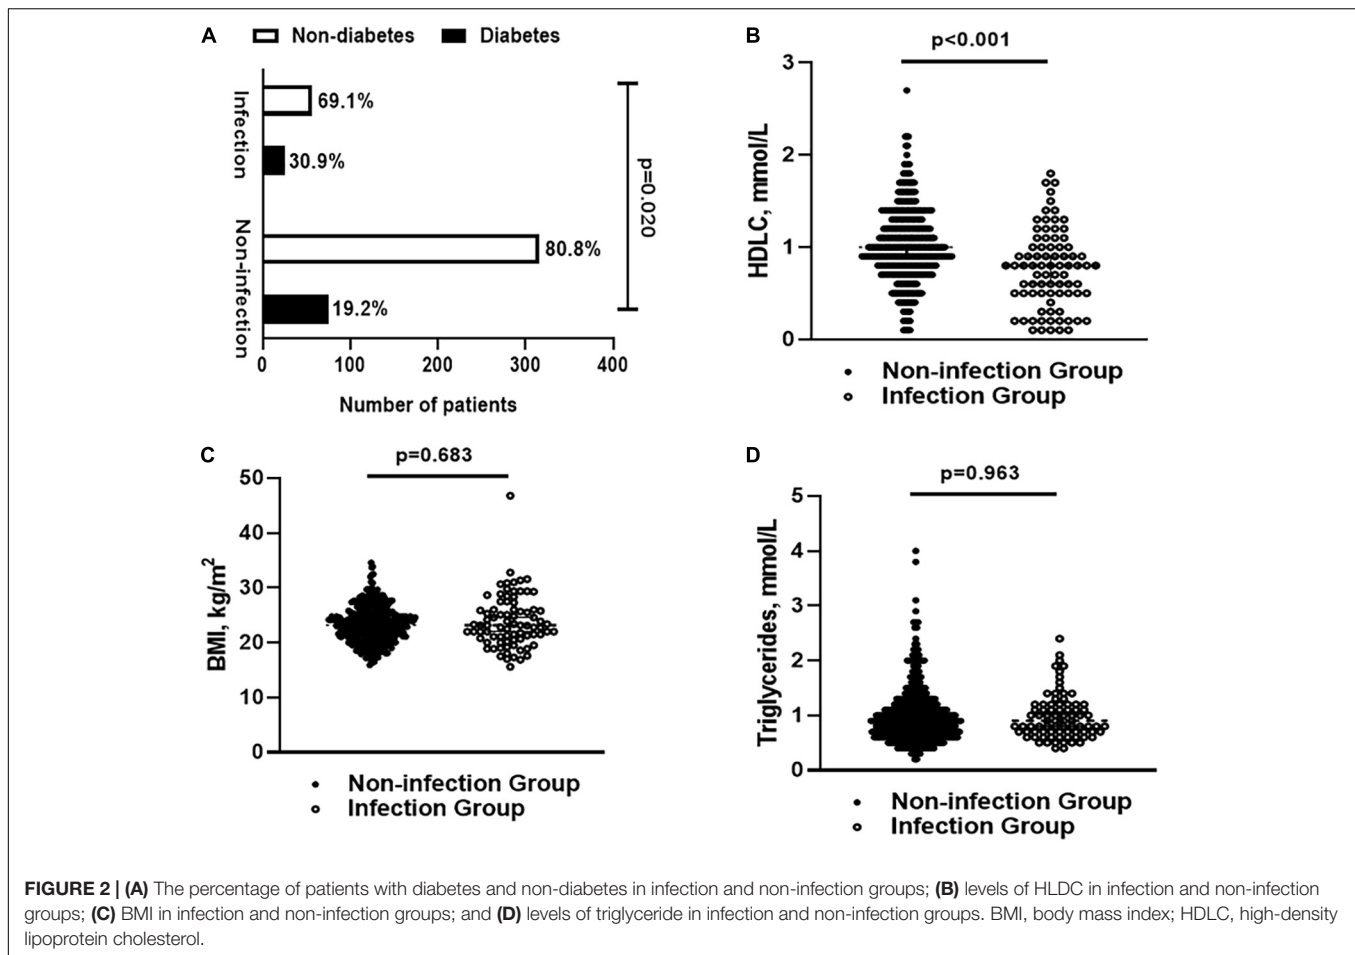 A
Non-diabetes
Diabetes
Infection
Non-infection
69.1%
30.9%
80.8%
19.2%
p=0.020
0
100
200
300
400
Number of patients
B
p<0.001
HDLC, mmol/L
3
2
1
0
Non-infection Group
Infection Group
C
p=0.683
BMI, kg/m²
50
40
30
20
10
0
Non-infection Group
Infection Group
D
p=0.963
Triglycerides, mmol/L
5
4
3
2
1
0
Non-infection Group
Infection Group
FIGURE 2 | (A) The percentage of patients with diabetes and non-diabetes in infection and non-infection groups; (B) levels of HLDC in infection and non-infection
groups; (C) BMI in infection and non-infection groups; and (D) levels of triglyceride in infection and non-infection groups. BMI, body mass index; HDLC, high-density
lipoprotein cholesterol.